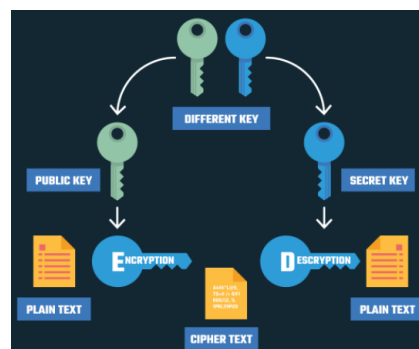 DIFFERENT KEY
PUBLIC KEY
SECRET KEY
ENCRYPTION
DESCRYPTION
PLAIN TEXT
PLAIN TEXT
CIPHER TEXT